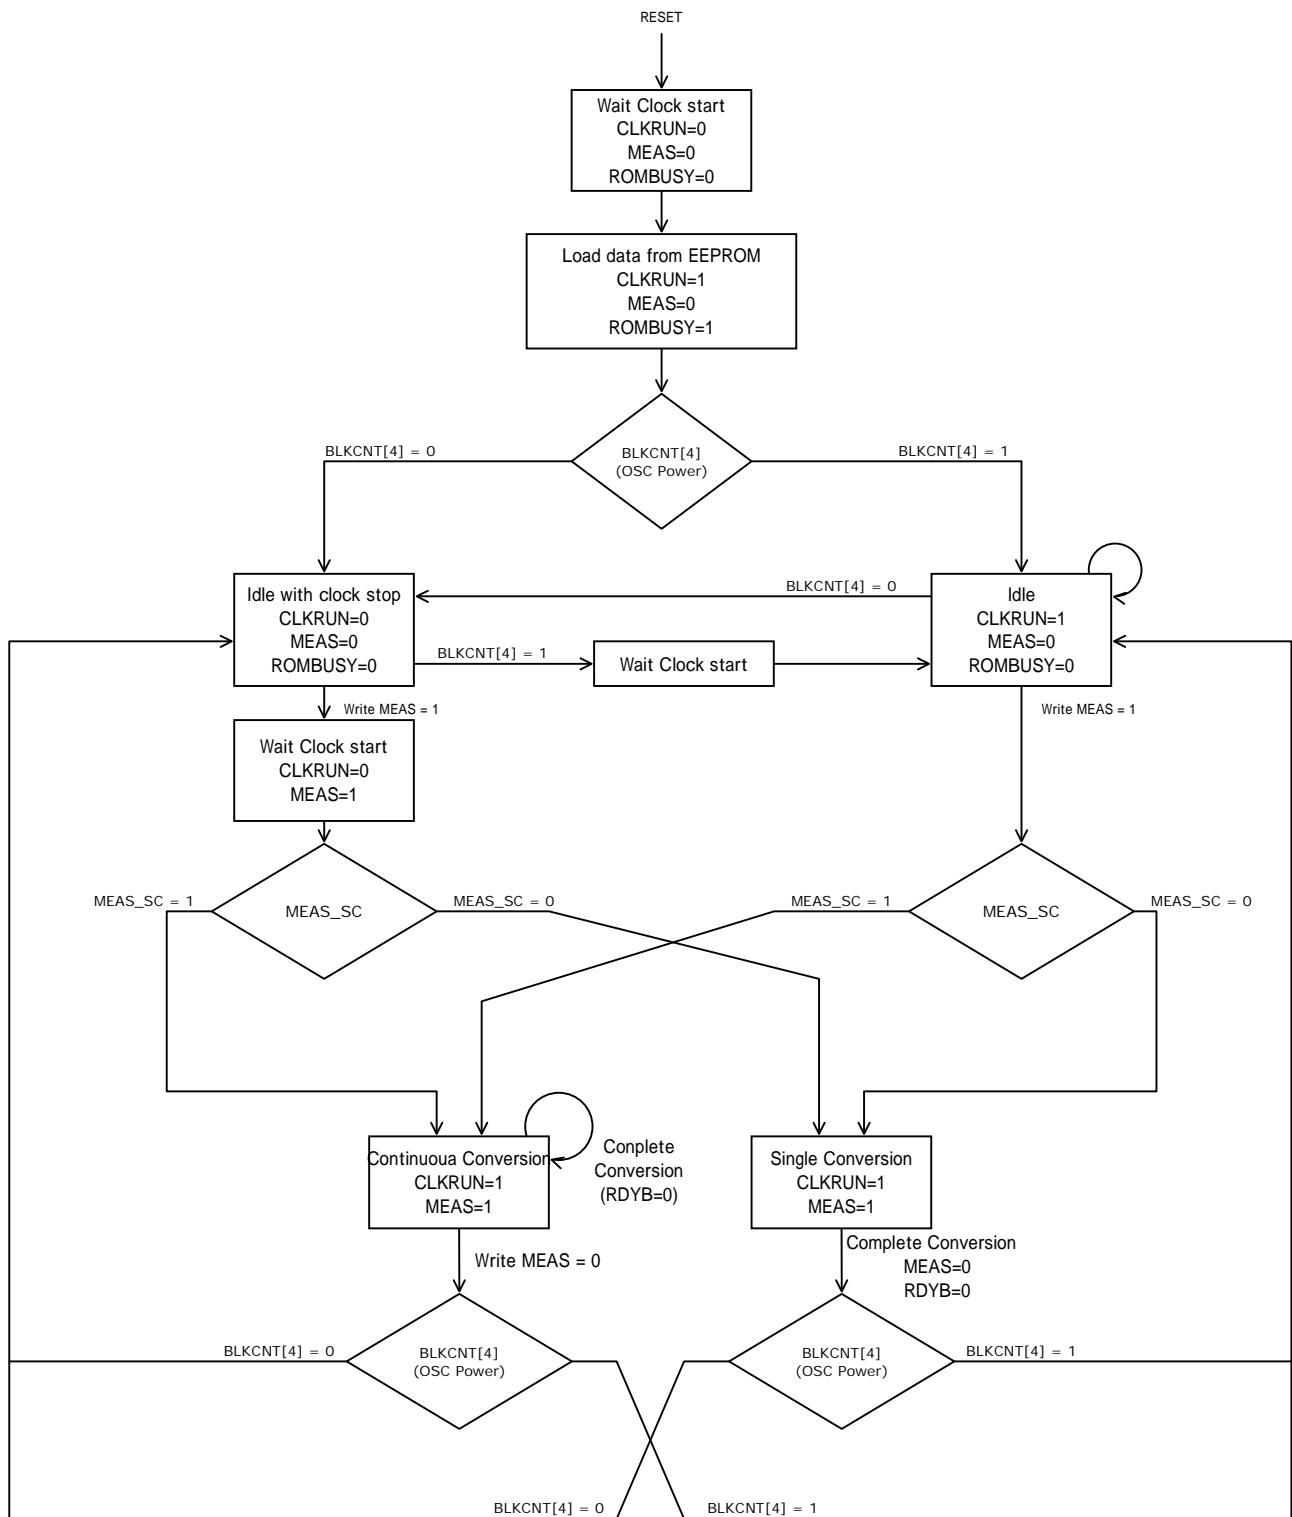 RESET
Wait Clock start
CLKRUN=0
MEAS=0
ROMBUSY=0
Load data from EEPROM
CLKRUN=1
MEAS=0
ROMBUSY=1
BLKCNT[4] = 0
BLKCNT[4]
(OSC Power)
BLKCNT[4] = 1
Idle with clock stop
CLKRUN=0
MEAS=0
ROMBUSY=0
BLKCNT[4] = 0
Idle
CLKRUN=1
MEAS=0
ROMBUSY=0
BLKCNT[4] = 1
Wait Clock start
Write MEAS = 1
Write MEAS = 1
Wait Clock start
CLKRUN=0
MEAS=1
MEAS_SC = 1
MEAS_SC
MEAS_SC = 0
MEAS_SC = 1
MEAS_SC
MEAS_SC = 0
Continuoua Conversion
CLKRUN=1
MEAS=1
Conplete
Conversion
(RDYB=0)
Single Conversion
CLKRUN=1
MEAS=1
Write MEAS = 0
Complete Conversion
MEAS=0
RDYB=0
BLKCNT[4] = 0
BLKCNT[4]
(OSC Power)
BLKCNT[4]
(OSC Power)
BLKCNT[4] = 1
BLKCNT[4] = 0
BLKCNT[4] = 1